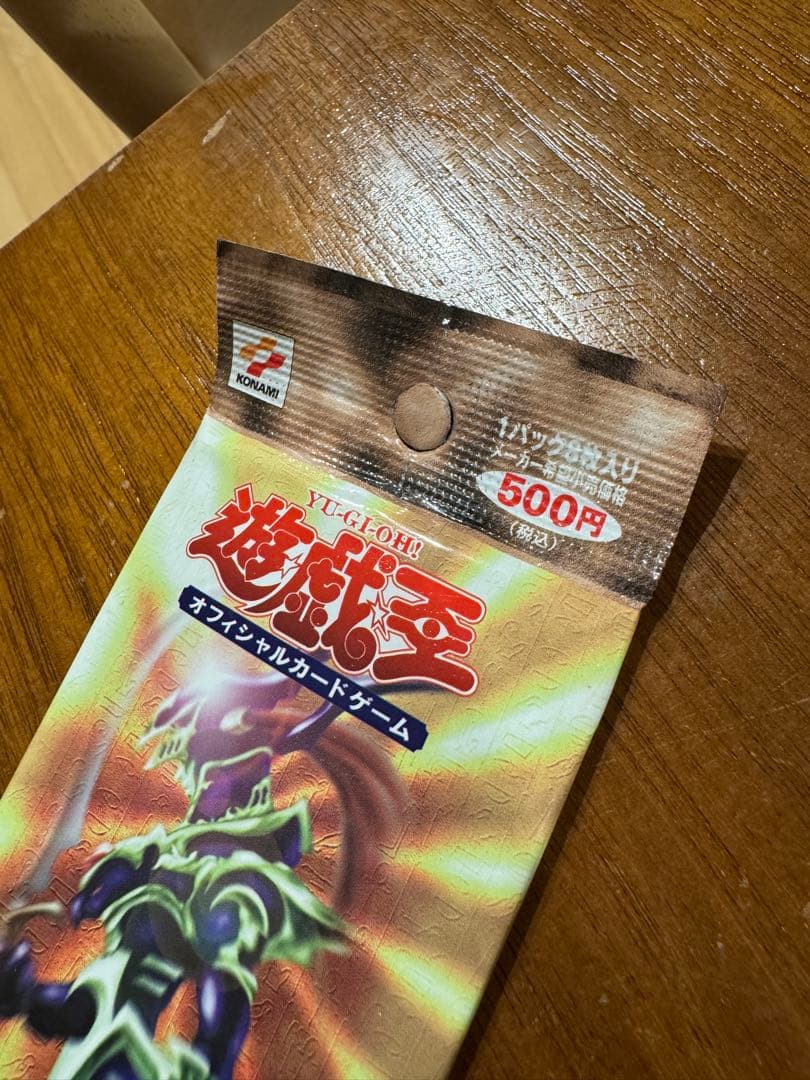 KONAMI
1パック8枚入り
メーカー希望小売価格
500円
(税込)
YU-GI-OH!
遊戯王
オフィシャルカードゲーム